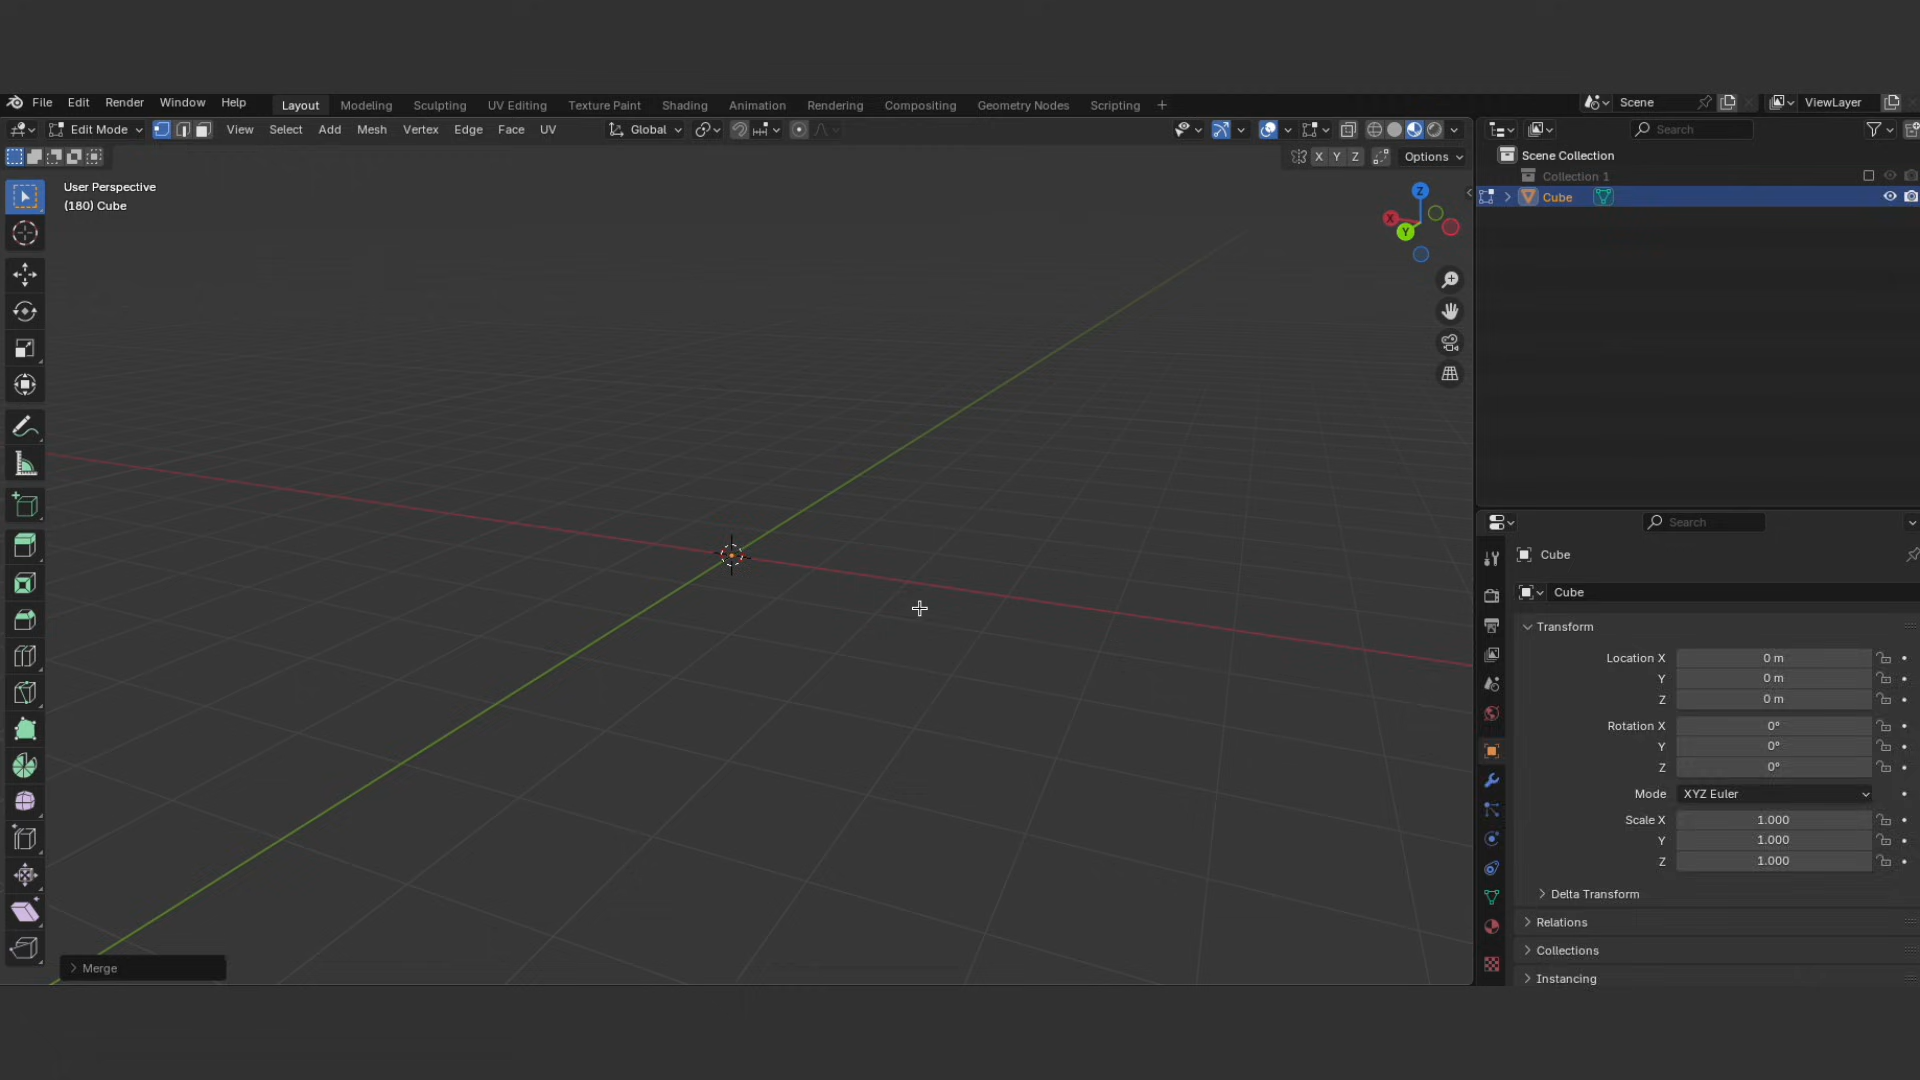 File Edit Render Window Help Layout Modeling Sculpting UV Editing Texture Paint Shading Animation Rendering Compositing Geometry Nodes Scripting + Scene ViewLayer
Edit Mode View Select Add Mesh Vertex Edge Face UV Global Search
X Y Z Options
Scene Collection
Collection 1
Cube
User Perspective
(180) Cube
Z
X
Y
Search
Cube
Cube
Transform
Location X 0 m
Y 0 m
Z 0 m
Rotation X 0°
Y 0°
Z 0°
Mode XYZ Euler
Scale X 1.000
Y 1.000
Z 1.000
Delta Transform
Relations
Collections
Instancing
Merge